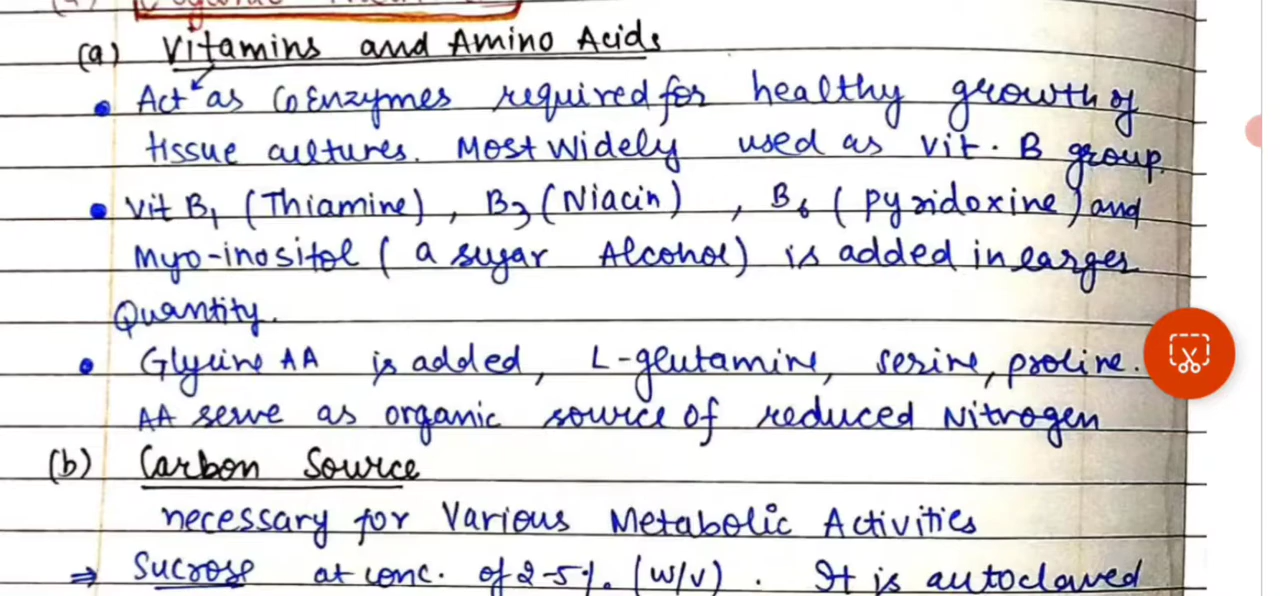 (a) Vitamins and Amino Acids
• Act as CoEnzymes required for healthy growth of
tissue cultures. Most widely used as vit. B group.
• Vit B1 (Thiamine), B3 (Niacin), B6 (pyridoxine) and
Myo-inositol (a sugar Alcohol) is added in larger
Quantity.
• Glycine AA is added, L-glutamine, serine, proline.
AA serve as organic source of reduced Nitrogen
(b) Carbon Source
necessary for Various Metabolic Activities
⇒ Sucrose at conc. of 2-5% (w/v). It is autoclaved